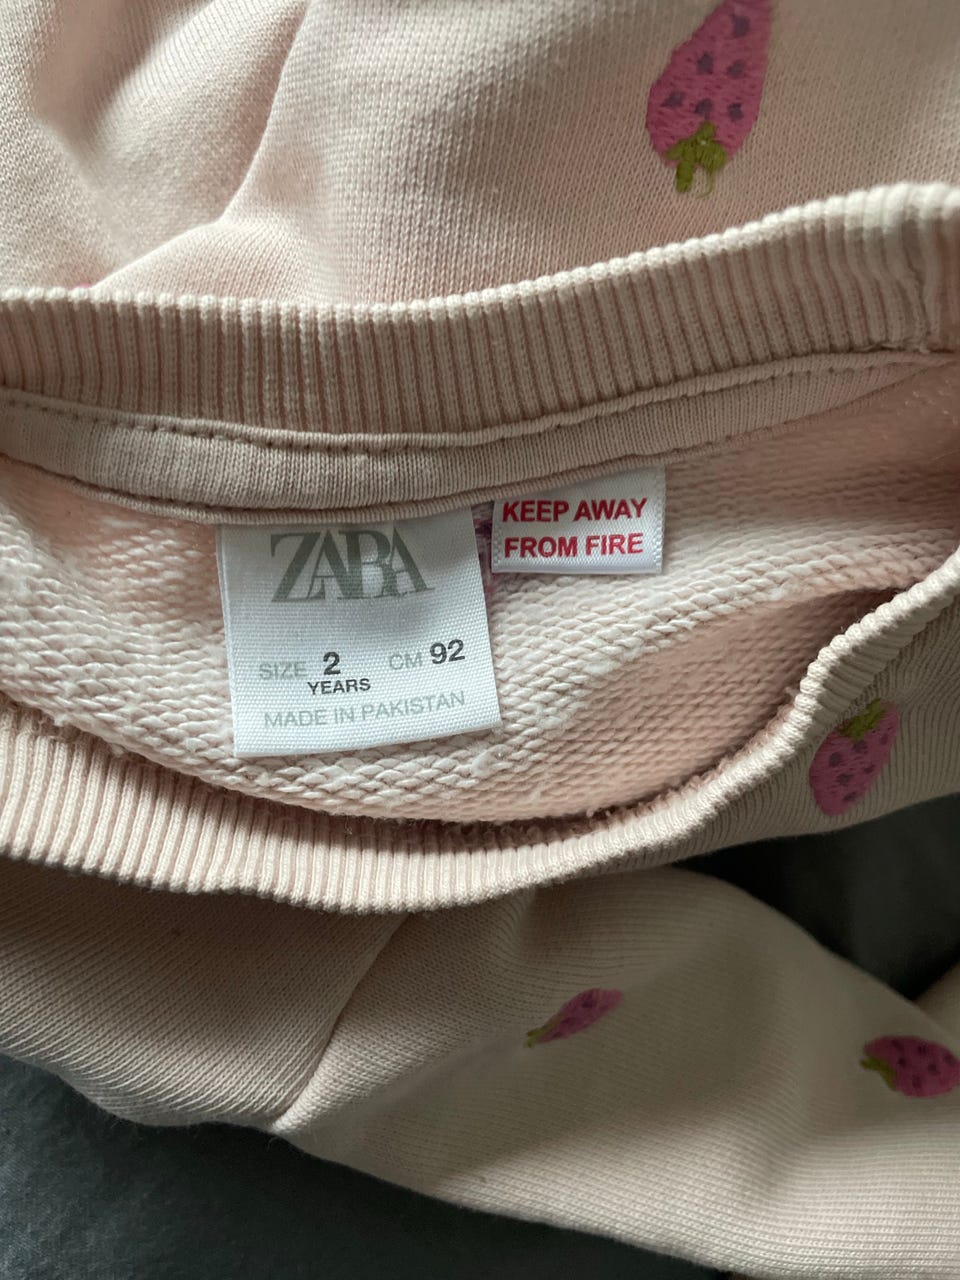 ZARA
SIZE 2 CM 92
YEARS
MADE IN PAKISTAN
KEEP AWAY
FROM FIRE